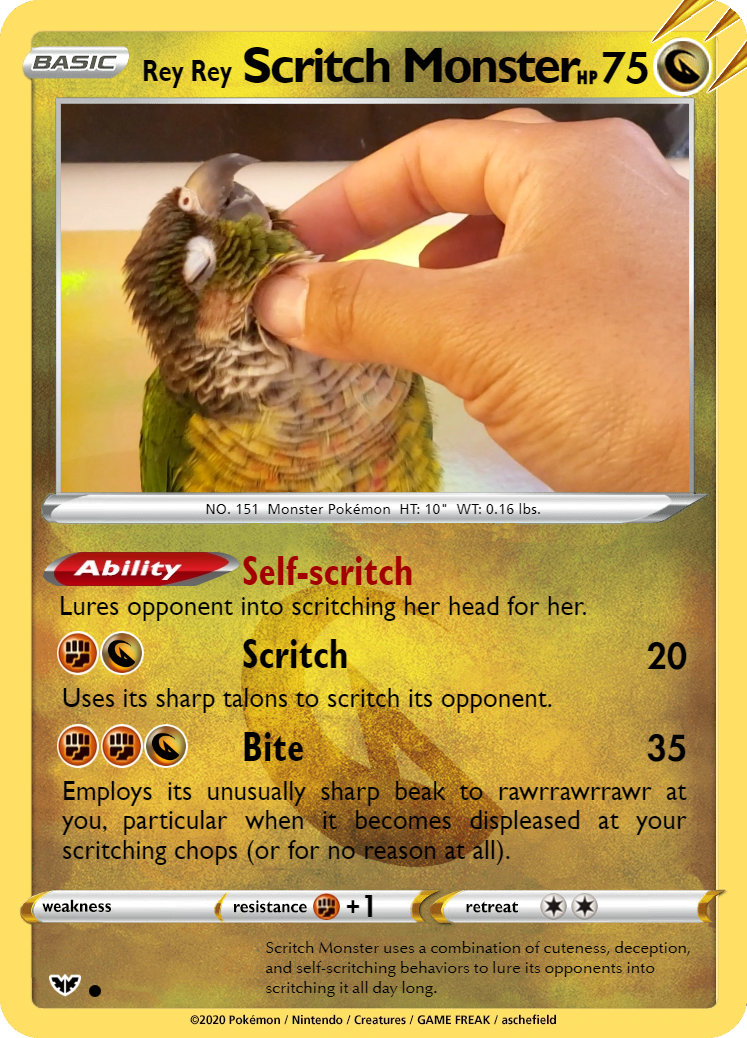 BASIC Rey Rey Scritch Monster HP 75
NO. 151 Monster Pokémon HT: 10" WT: 0.16 lbs.
Ability Self-scritch
Lures opponent into scritching her head for her.
Scritch 20
Uses its sharp talons to scritch its opponent.
Bite 35
Employs its unusually sharp beak to rawrrawrrawr at
you, particular when it becomes displeased at your
scritching chops (or for no reason at all).
weakness resistance +1 retreat
Scritch Monster uses a combination of cuteness, deception,
and self-scritching behaviors to lure its opponents into
scritching it all day long.
©2020 Pokémon / Nintendo / Creatures / GAME FREAK / aschefield